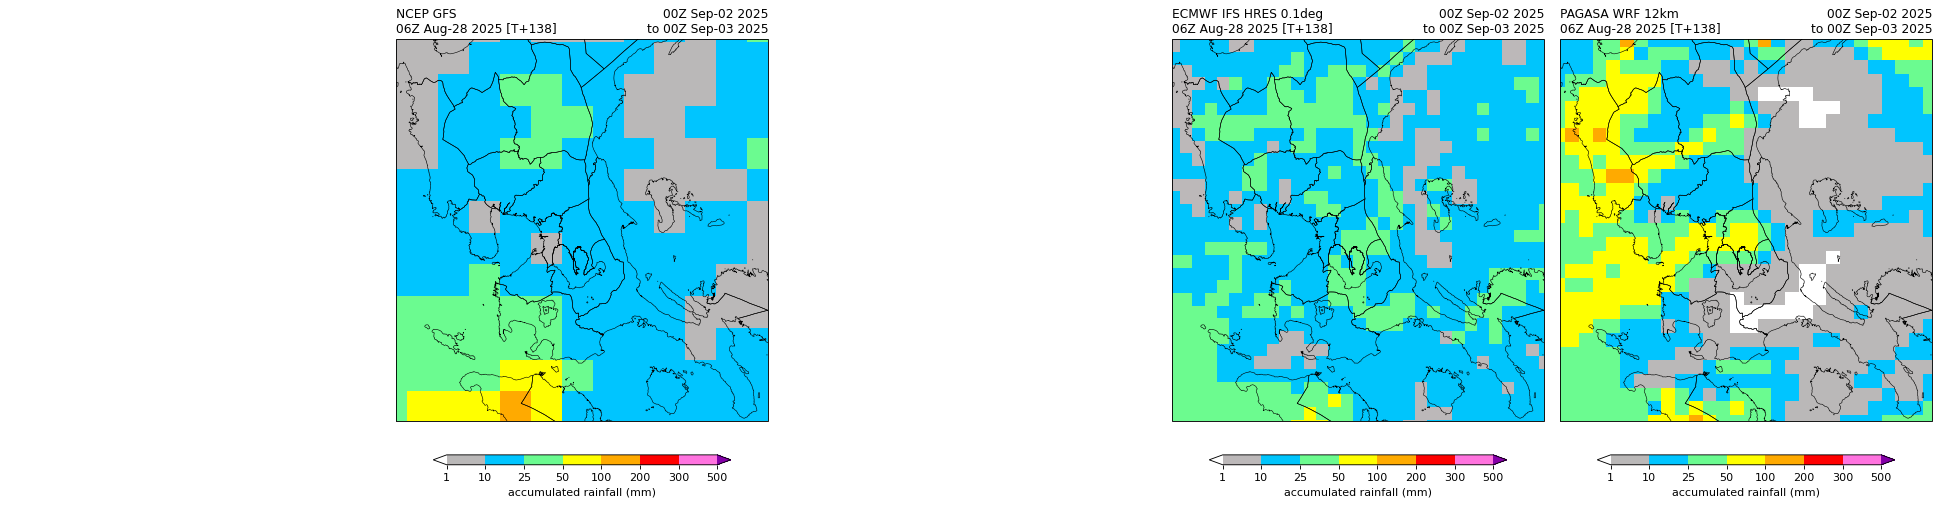 NCEP GFS 00Z Sep-02 2025
06Z Aug-28 2025 [T+138] to 00Z Sep-03 2025
1 10 25 50 100 200 300 500
accumulated rainfall (mm)
ECMWF IFS HRES 0.1deg 00Z Sep-02 2025
06Z Aug-28 2025 [T+138] to 00Z Sep-03 2025
1 10 25 50 100 200 300 500
accumulated rainfall (mm)
PAGASA WRF 12km 00Z Sep-02 2025
06Z Aug-28 2025 [T+138] to 00Z Sep-03 2025
1 10 25 50 100 200 300 500
accumulated rainfall (mm)